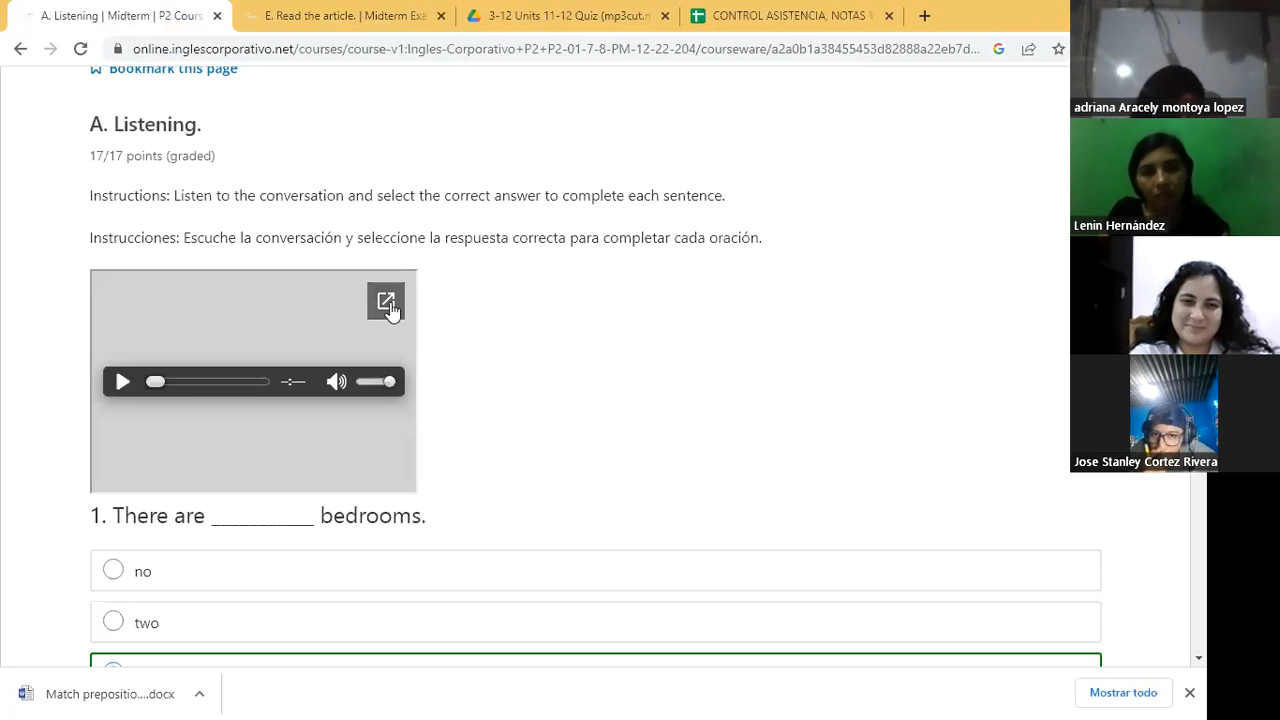 A. Listening | Midterm | P2 Cours
E. Read the article. | Midterm Exa
3-12 Units 11-12 Quiz (mp3cut.n
CONTROL ASISTENCIA, NOTAS
online.inglescorporativo.net/courses/course-v1:Ingles-Corporativo+P2+P2-01-7-8-PM-12-22-204/courseware/a2a0b1a38455453d82888a22eb7d...
Bookmark this page
A. Listening.
17/17 points (graded)
Instructions: Listen to the conversation and select the correct answer to complete each sentence.
Instrucciones: Escuche la conversación y seleccione la respuesta correcta para completar cada oración.
1. There are ___________ bedrooms.
no
two
adriana Aracely montoya lopez
Lenin Hernández
Jose Stanley Cortez Rivera
Match prepositio....docx
Mostrar todo